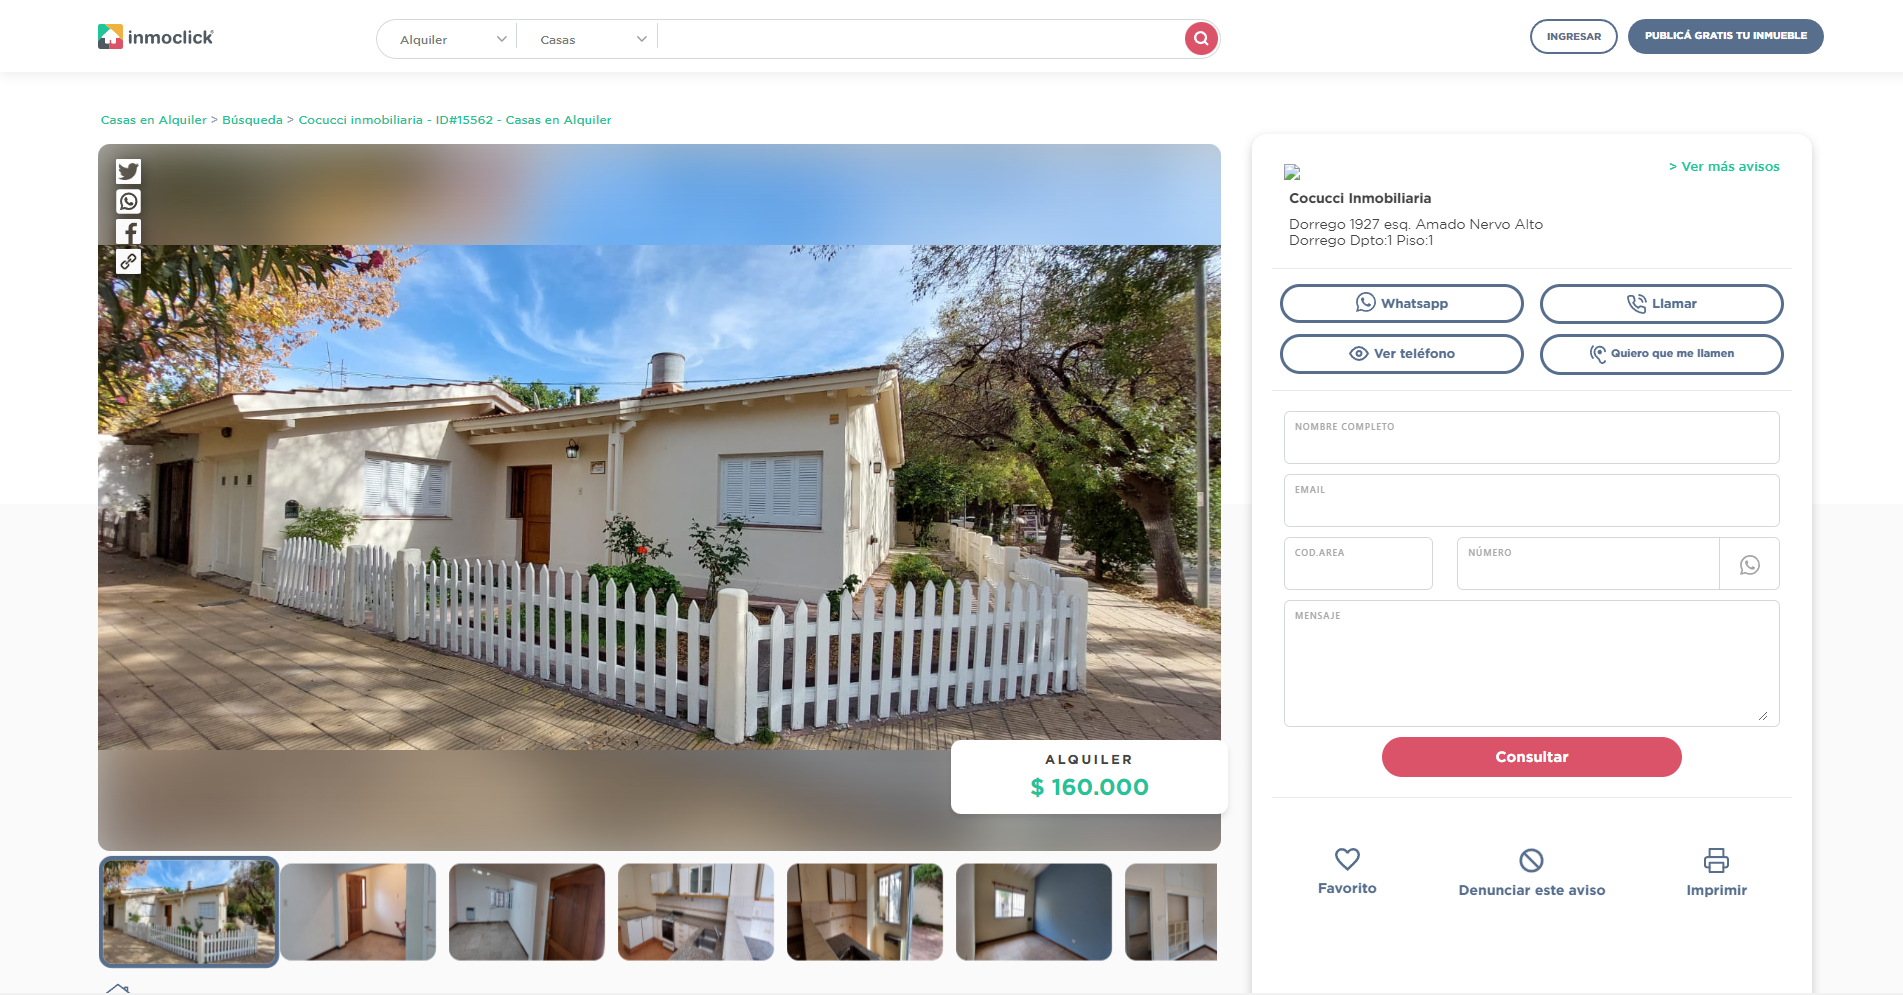 inmoclick
Alquiler
Casas
INGRESAR
PUBLICÁ GRATIS TU INMUEBLE
Casas en Alquiler > Búsqueda > Cocucci inmobiliaria - ID#15562 - Casas en Alquiler
> Ver más avisos
Cocucci Inmobiliaria
Dorrego 1927 esq. Amado Nervo Alto
Dorrego Dpto:1 Piso:1
Whatsapp
Llamar
Ver teléfono
Quiero que me llamen
NOMBRE COMPLETO
EMAIL
COD.AREA
NÚMERO
MENSAJE
Consultar
ALQUILER
$ 160.000
Favorito
Denunciar este aviso
Imprimir